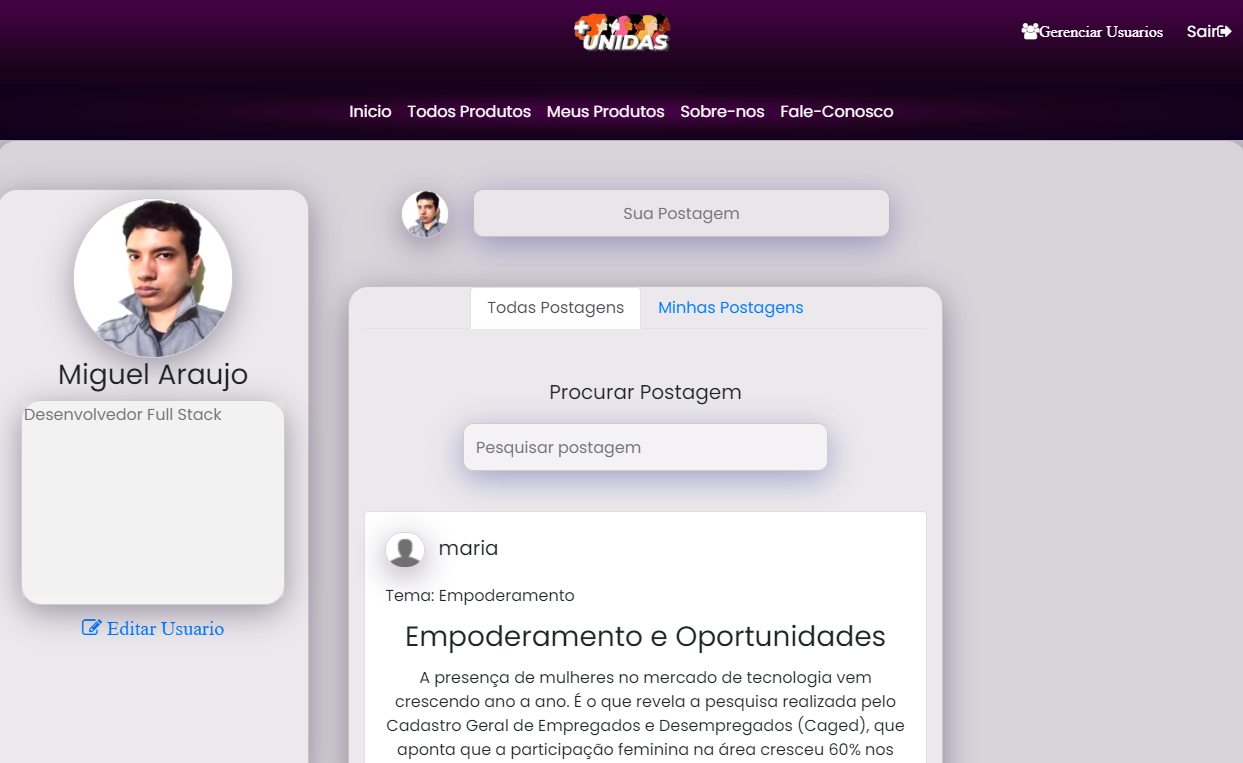 + UNIDAS
Gerenciar Usuarios
Sair
Inicio Todos Produtos Meus Produtos Sobre-nos Fale-Conosco
Sua Postagem
Miguel Araujo
Desenvolvedor Full Stack
Editar Usuario
Todas Postagens Minhas Postagens
Procurar Postagem
Pesquisar postagem
maria
Tema: Empoderamento
Empoderamento e Oportunidades
A presença de mulheres no mercado de tecnologia vem
crescendo ano a ano. É o que revela a pesquisa realizada pelo
Cadastro Geral de Empregados e Desempregados (Caged), que
aponta que a participação feminina na área cresceu 60% nos